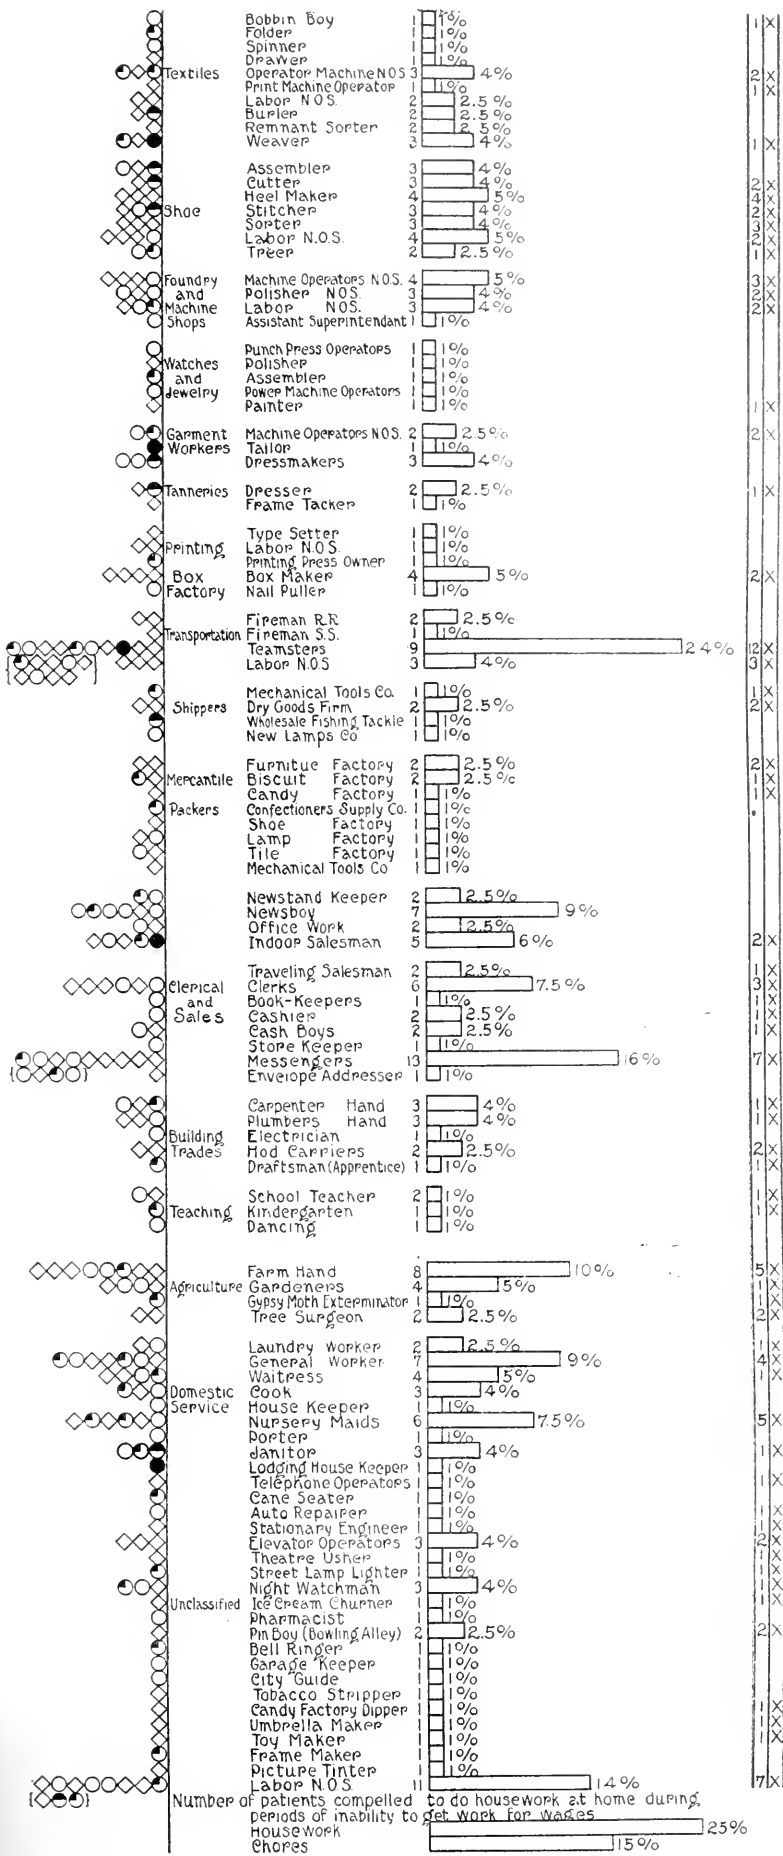 Bobbin Boy 1 1% 1 X
Folder 1 1%
Spinner 1 1%
Drawer 1 1%
Textiles Operator Machine N.O.S 3 4% 2 X
Print Machine Operator 1 1% 1 X
Labor N.O.S. 2 2.5%
Burler 2 2.5%
Remnant Sorter 2 2.5%
Weaver 3 4% 1 X
Assembler 3 4%
Cutter 3 4% 2 X
Heel Maker 4 5% 4 X
Shoe Stitcher 3 4% 2 X
Sorter 3 4% 3 X
Labor N.O.S. 4 5% 2 X
Treer 2 2.5% 1 X
Foundry Machine Operators N.O.S. 4 5% 3 X
and Polisher N.O.S. 3 4% 2 X
Machine Labor N.O.S. 3 4% 2 X
Shops Assistant Superintendant 1 1%
Punch Press Operators 1 1%
Watches Polisher 1 1%
and Assembler 1 1%
Jewelry Power Machine Operators 1 1%
Painter 1 1% 1 X
Garment Machine Operators N.O.S. 2 2.5% 2 X
Workers Tailor 1 1%
Dressmakers 3 4%
Tanneries Dresser 2 2.5% 1 X
Frame Tacker 1 1%
Type Setter 1 1%
Printing Labor N.O.S. 1 1%
Printing Press Owner 1 1%
Box Box Maker 4 5% 2 X
Factory Nail Puller 1 1%
Fireman R.R 2 2.5%
Transportation Fireman S.S. 1 1%
Teamsters 9 24% 12 X
Labor N.O.S 3 4% 3 X
Mechanical Tools Co. 1 1% 1 X
Shippers Dry Goods Firm 2 2.5% 2 X
Wholesale Fishing Tackle 1 1%
New Lamps Co 1 1%
Furnitue Factory 2 2.5% 2 X
Mercantile Biscuit Factory 2 2.5% 1 X
Candy Factory 1 1% 1 X
Packers Confectioners Supply Co. 1 1%
Shoe Factory 1 1%
Lamp Factory 1 1%
Tile Factory 1 1%
Mechanical Tools Co 1 1%
Newstand Keeper 2 2.5%
Newsboy 7 9%
Office Work 2 2.5%
Indoor Salesman 5 6% 2 X
Traveling Salesman 2 2.5% 1 X
Clerical Clerks 6 7.5% 3 X
and Book-Keepers 1 1% 1 X
Sales Cashier 2 2.5% 1 X
Cash Boys 2 2.5% 1 X
Store Keeper 1 1% 1 X
Messengers 13 16% 7 X
Envelope Addresser 1 1%
Carpenter Hand 3 4% 1 X
Plumbers Hand 3 4% 1 X
Building Electrician 1 1%
Trades Hod Carriers 2 2.5% 2 X
Draftsman (Apprentice) 1 1% 1 X
School Teacher 2 1% 1 X
Teaching Kindergarten 1 1% 1 X
Dancing 1 1%
Farm Hand 8 10% 5 X
Agriculture Gardeners 4 5% 1 X
Gypsy Moth Exterminator 1 1% 1 X
Tree Surgeon 2 2.5% 2 X
Laundry Worker 2 2.5% 1 X
General Worker 7 9% 4 X
Waitress 4 5%
Domestic Cook 3 4% 1 X
Service House Keeper 1 1%
Nursery Maids 6 7.5% 5 X
Porter 1 1%
Janitor 3 4% 1 X
Lodging House Keeper 1 1%
Telephone Operators 1 1% 1 X
Cane Seater 1 1%
Auto Repairer 1 1% 1 X
Stationary Engineer 1 1% 1 X
Elevator Operators 3 4% 2 X
Theatre Usher 1 1% 1 X
Street Lamp Lighter 1 1% 1 X
Night Watchman 3 4% 1 X
Unclassified Ice Cream Churner 1 1% 1 X
Pharmacist 1 1%
Pin Boy (Bowling Alley) 2 2.5% 2 X
Bell Ringer 1 1%
Garage Keeper 1 1%
City Guide 1 1%
Tobacco Stripper 1 1%
Candy Factory Dipper 1 1% 1 X
Umbrella Maker 1 1% 1 X
Toy Maker 1 1% 1 X
Frame Maker 1 1%
Picture Tinter 1 1%
Labor N.O.S. 11 14% 7 X
Number of patients compelled to do housework at home during
periods of inability to get work for wages
Housework 25%
Chores 15%